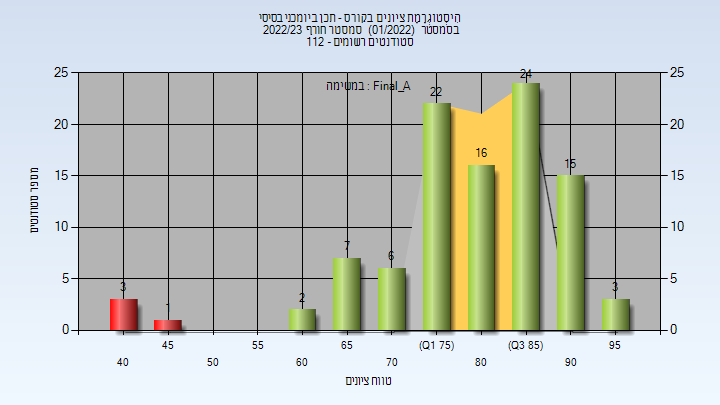 הִיסְטוֹגְרַמַת ציונים בקורס - תכן ביומכני בסיסי
בסמסטר (01/2022) סמסטר חורף 2022/23
סטודנטים רשומים - 112
במשימה : Final_A
25 25
20 20
15 15
10 10
5 5
0 0
3 1 2 7 6 22 16 24 15 3
מספר סטודנטים
45 55 65 (Q1 75) (Q3 85) 95
40 50 60 70 80 90
טווח ציונים